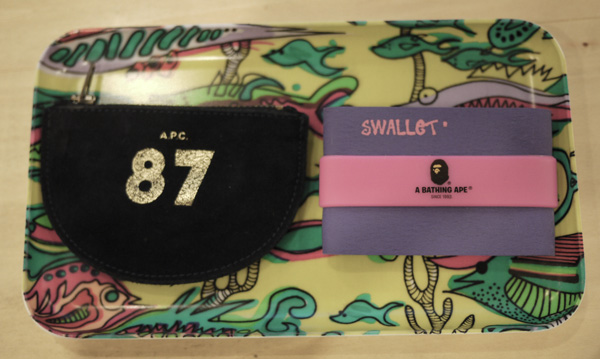 A.P.C.
87
SWALLET
A BATHING APE®